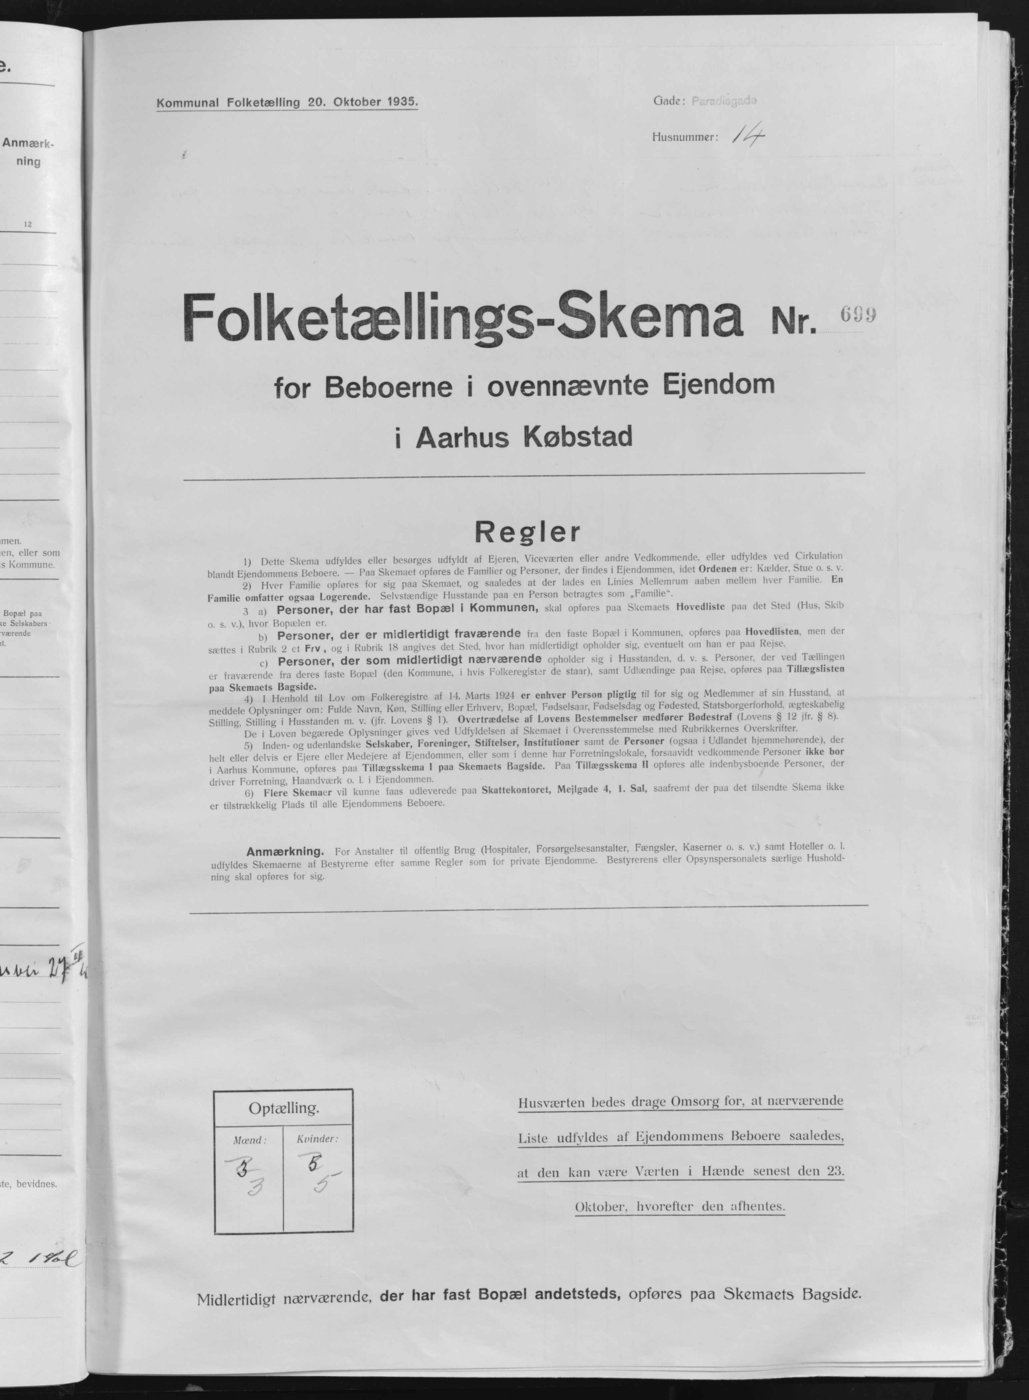 e.
Anmærk-
ning
12
men.
en, eller som
s Kommune.
Bopæl paa
ke Selskabers
rværende
27
te, bevidnes.
Kommunal Folketælling 20. Oktober 1935.
Gade: Paradisgade
Husnummer: 14
Folketællings-Skema Nr. 699
for Beboerne i ovennævnte Ejendom
i Aarhus Købstad
Regler
1) Dette Skema udfyldes eller besørges udfyldt af Ejeren, Viceværten eller andre Vedkommende, eller udfyldes ved Cirkulation
blandt Ejendommens Beboere. — Paa Skemaet opføres de Familier og Personer, der findes i Ejendommen, idet Ordenen er: Kælder, Stue o. s. v.
2) Hver Familie opføres for sig paa Skemaet, og saaledes at der lades en Linies Mellemrum aaben mellem hver Familie. En
Familie omfatter ogsaa Logerende. Selvstændige Husstande paa en Person betragtes som „Familie“.
3 a) Personer, der har fast Bopæl i Kommunen, skal opføres paa Skemaets Hovedliste paa det Sted (Hus, Skib
o. s. v.), hvor Bopælen er.
b) Personer, der er midlertidigt fraværende fra den faste Bopæl i Kommunen, opføres paa Hovedlisten, men der
sættes i Rubrik 2 et Frv., og i Rubrik 18 angives det Sted, hvor han midlertidigt opholder sig, eventuelt om han er paa Rejse.
c) Personer, der som midlertidigt nærværende opholder sig i Husstanden, d. v. s. Personer, der ved Tællingen
er fraværende fra deres faste Bopæl (den Kommune, i hvis Folkeregister de staar), samt Udlændinge paa Rejse, opføres paa Tillægslisten
paa Skemaets Bagside.
4) I Henhold til Lov om Folkeregistre af 14. Marts 1924 er enhver Person pligtig til for sig og Medlemmer af sin Husstand, at
meddele Oplysninger om: Fulde Navn, Køn, Stilling eller Erhverv, Bopæl, Fødselsaar, Fødselsdag og Fødested, Statsborgerforhold, ægteskabelig
Stilling, Stilling i Husstanden m. v. (jfr. Lovens § 1). Overtrædelse af Lovens Bestemmelser medfører Bødestraf (Lovens § 12 jfr. § 8).
De i Loven begærede Oplysninger gives ved Udfyldelsen af Skemaet i Overensstemmelse med Rubrikkernes Overskrifter.
5) Inden- og udenlandske Selskaber, Foreninger, Stiftelser, Institutioner samt de Personer (ogsaa i Udlandet hjemmehørende), der
helt eller delvis er Ejere eller Medejere af Ejendommen, eller som i denne har Forretningslokale, forsaavidt vedkommende Personer ikke bor
i Aarhus Kommune, opføres paa Tillægsskema I paa Skemaets Bagside. Paa Tillægsskema II opføres alle indenbysboende Personer, der
driver Forretning, Haandværk o. l. i Ejendommen.
6) Flere Skemaer vil kunne faas udleverede paa Skattekontoret, Mejlgade 4, 1. Sal, saafremt der paa det tilsendte Skema ikke
er tilstrækkelig Plads til alle Ejendommens Beboere.
Anmærkning. For Anstalter til offentlig Brug (Hospitaler, Forsørgelsesanstalter, Fængsler, Kaserner o. s. v.) samt Hoteller o. l.
udfyldes Skemaerne af Bestyrerne efter samme Regler som for private Ejendomme. Bestyrerens eller Opsynspersonalets særlige Hushold-
ning skal opføres for sig.
Optælling.
Mænd: Kvinder:
3 5
3 5
Husværten bedes drage Omsorg for, at nærværende
Liste udfyldes af Ejendommens Beboere saaledes,
at den kan være Værten i Hænde senest den 23.
Oktober, hvorefter den afhentes.
Midlertidigt nærværende, der har fast Bopæl andetsteds, opføres paa Skemaets Bagside.